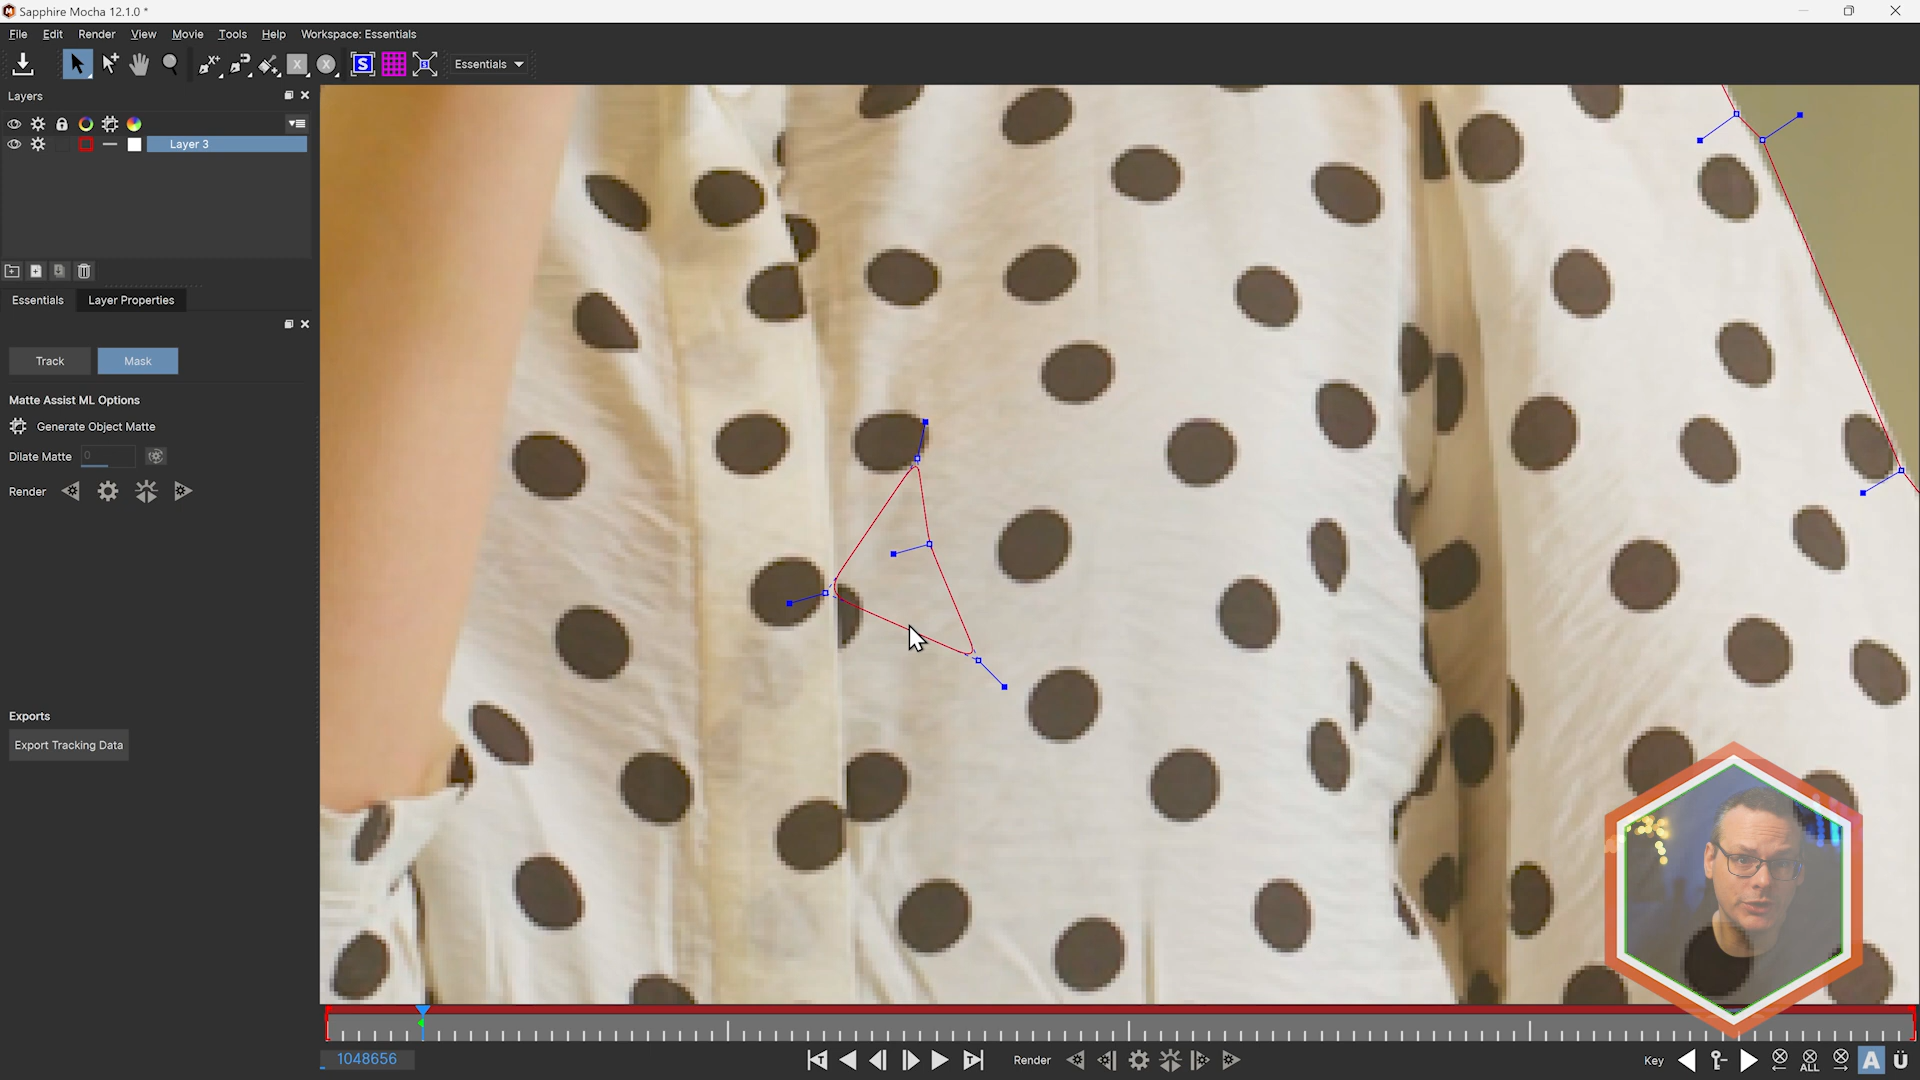 Sapphire Mocha 12.1.0 *
File Edit Render View Movie Tools Help Workspace: Essentials
Essentials
Layers
Layer 3
Essentials Layer Properties
Track Mask
Matte Assist ML Options
Generate Object Matte
Dilate Matte 0
Render
Exports
Export Tracking Data
1048656
Render
Key
ALL
A
Ü